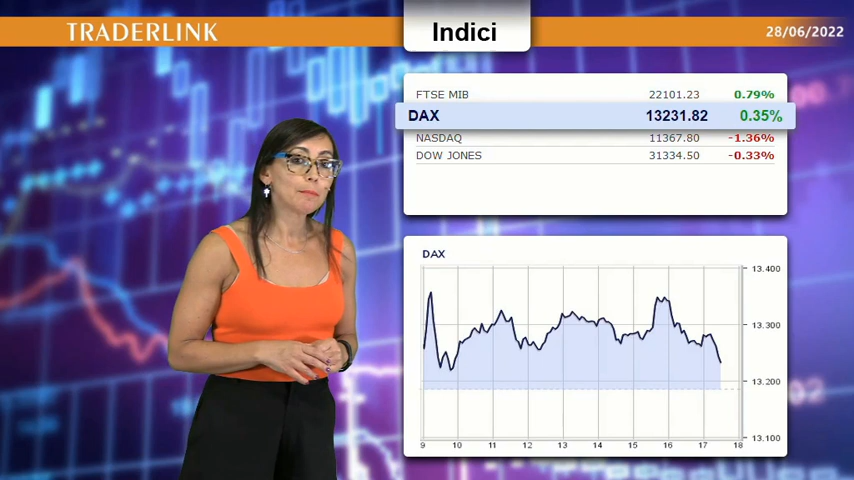 TRADERLINK
Indici
28/06/2022
FTSE MIB 22101.23 0.79%
DAX 13231.82 0.35%
NASDAQ 11367.80 -1.36%
DOW JONES 31334.50 -0.33%
DAX
13.400
13.300
13.200
13.100
9 10 11 12 13 14 15 16 17 18